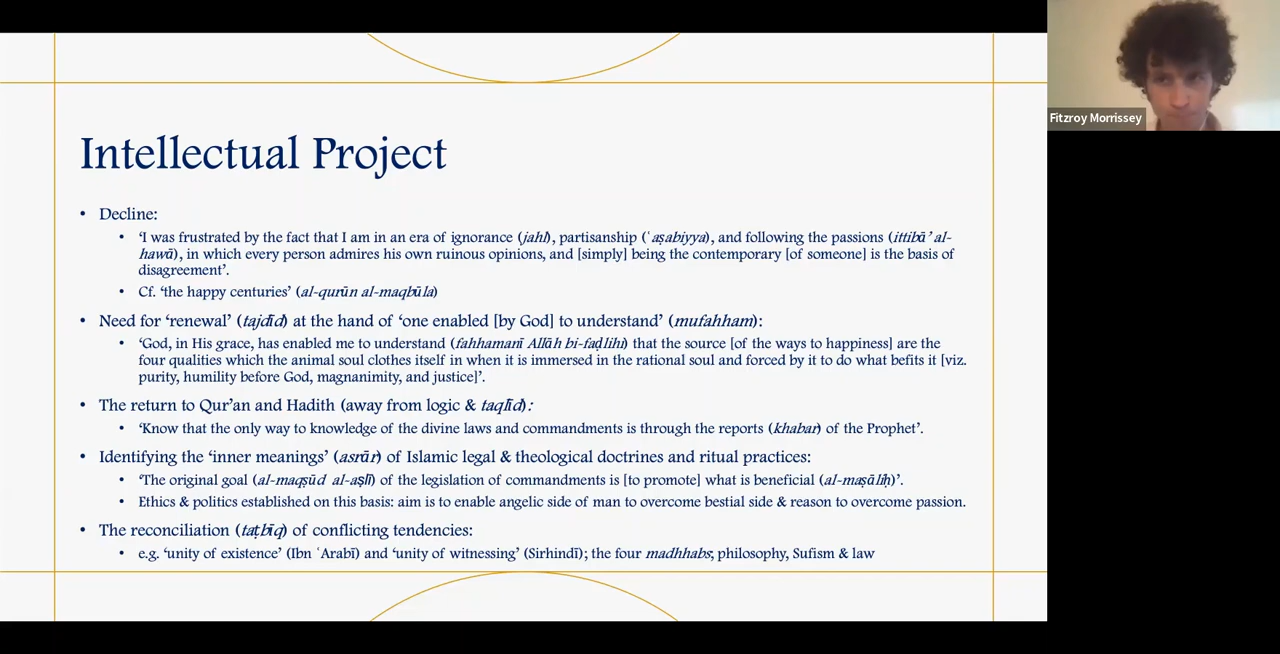 Fitzroy Morrissey
Intellectual Project
• Decline:
• ‘I was frustrated by the fact that I am in an era of ignorance (jahl), partisanship (ʿaṣabiyya), and following the passions (ittibāʾ al-
hawā), in which every person admires his own ruinous opinions, and [simply] being the contemporary [of someone] is the basis of
disagreement’.
• Cf. ‘the happy centuries’ (al-qurūn al-maqbūla)
• Need for ‘renewal’ (tajdīd) at the hand of ‘one enabled [by God] to understand’ (mufahham):
• ‘God, in His grace, has enabled me to understand (fahhamanī Allāh bi-faḍlihi) that the source [of the ways to happiness] are the
four qualities which the animal soul clothes itself in when it is immersed in the rational soul and forced by it to do what befits it [viz.
purity, humility before God, magnanimity, and justice]’.
• The return to Qur’an and Hadith (away from logic & taqlīd):
• ‘Know that the only way to knowledge of the divine laws and commandments is through the reports (khabar) of the Prophet’.
• Identifying the ‘inner meanings’ (asrār) of Islamic legal & theological doctrines and ritual practices:
• ‘The original goal (al-maqṣūd al-aṣlī) of the legislation of commandments is [to promote] what is beneficial (al-maṣāliḥ)’.
• Ethics & politics established on this basis: aim is to enable angelic side of man to overcome bestial side & reason to overcome passion.
• The reconciliation (taṭbīq) of conflicting tendencies:
• e.g. ‘unity of existence’ (Ibn ʿArabī) and ‘unity of witnessing’ (Sirhindī); the four madhhabs; philosophy, Sufism & law